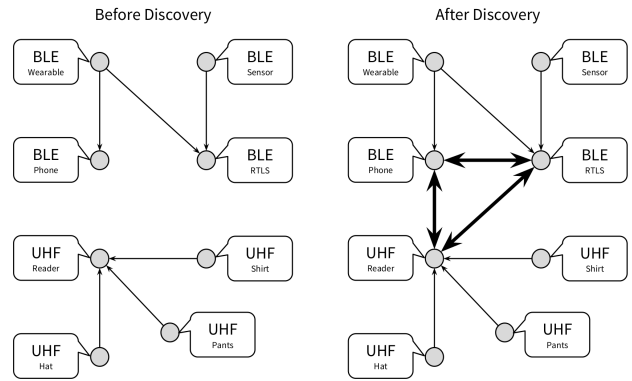 Before Discovery
BLE
Wearable
BLE
Sensor
BLE
Phone
BLE
RTLS
UHF
Reader
UHF
Shirt
UHF
Hat
UHF
Pants
After Discovery
BLE
Wearable
BLE
Sensor
BLE
Phone
BLE
RTLS
UHF
Reader
UHF
Shirt
UHF
Hat
UHF
Pants